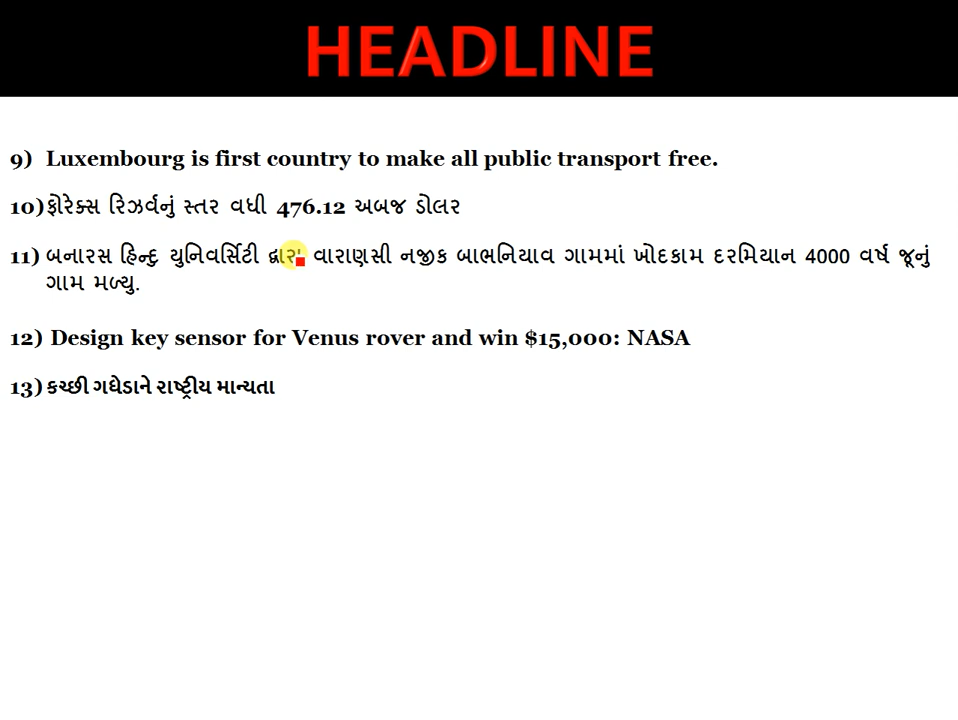 HEADLINE
9) Luxembourg is first country to make all public transport free.
10) ફોરેક્સ રિઝર્વનું સ્તર વધી 476.12 અબજ ડોલર
11) બનારસ હિન્દુ યુનિવર્સિટી દ્વારા વારાણસી નજીક બાભનિયાવ ગામમાં ખોદકામ દરમિયાન 4000 વર્ષ જૂનું
ગામ મળ્યુ.
12) Design key sensor for Venus rover and win $15,000: NASA
13) કચ્છી ગધેડાને રાષ્ટ્રીય માન્યતા